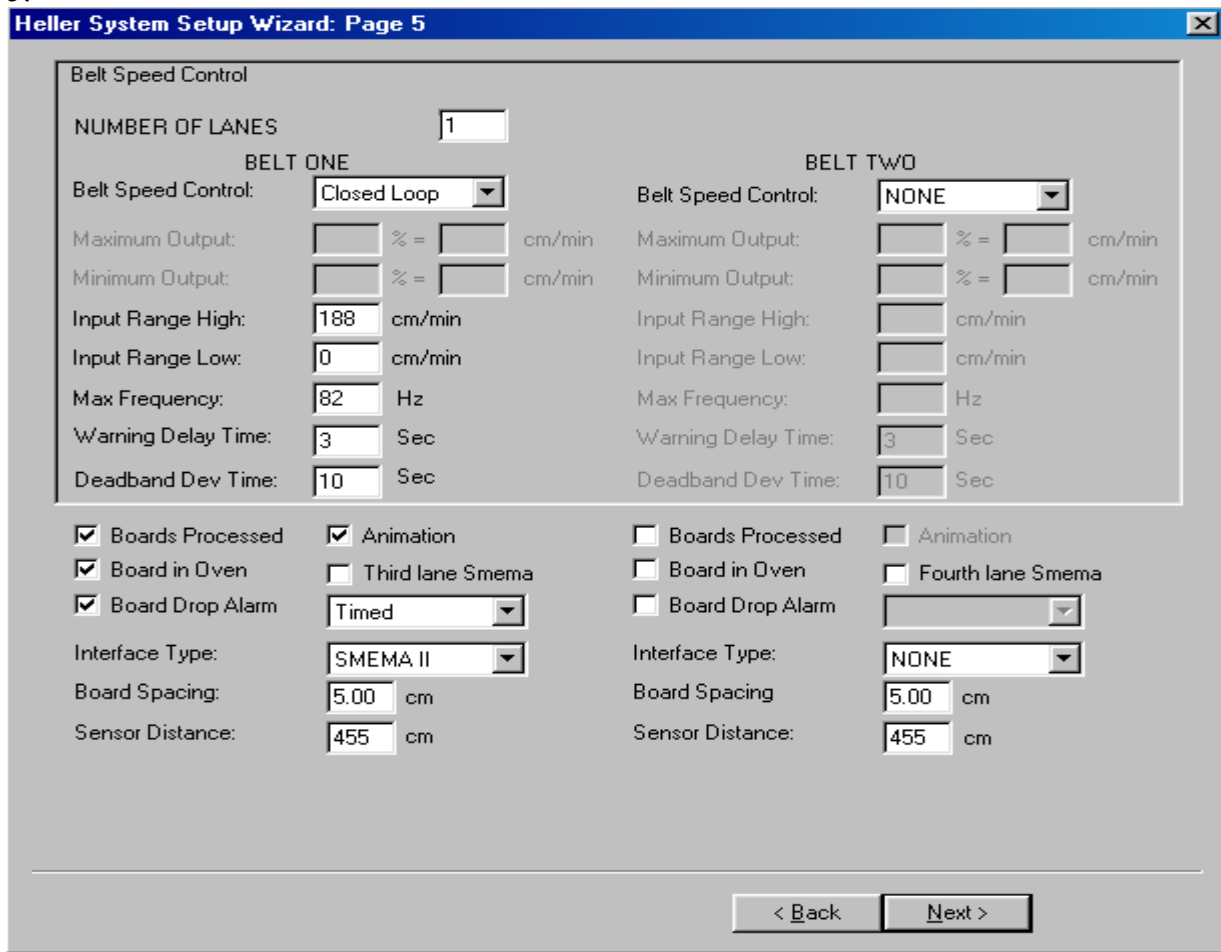 Heller System Setup Wizard: Page 5
Belt Speed Control
NUMBER OF LANES 1
BELT ONE BELT TWO
Belt Speed Control: Closed Loop Belt Speed Control: NONE
Maximum Output: % = cm/min Maximum Output: % = cm/min
Minimum Output: % = cm/min Minimum Output: % = cm/min
Input Range High: 188 cm/min Input Range High: cm/min
Input Range Low: 0 cm/min Input Range Low: cm/min
Max Frequency: 82 Hz Max Frequency: Hz
Warning Delay Time: 3 Sec Warning Delay Time: 3 Sec
Deadband Dev Time: 10 Sec Deadband Dev Time: 10 Sec
Boards Processed Animation Boards Processed Animation
Board in Oven Third lane Smema Board in Oven Fourth lane Smema
Board Drop Alarm Timed Board Drop Alarm
Interface Type: SMEMA II Interface Type: NONE
Board Spacing: 5.00 cm Board Spacing 5.00 cm
Sensor Distance: 455 cm Sensor Distance: 455 cm
< Back Next >